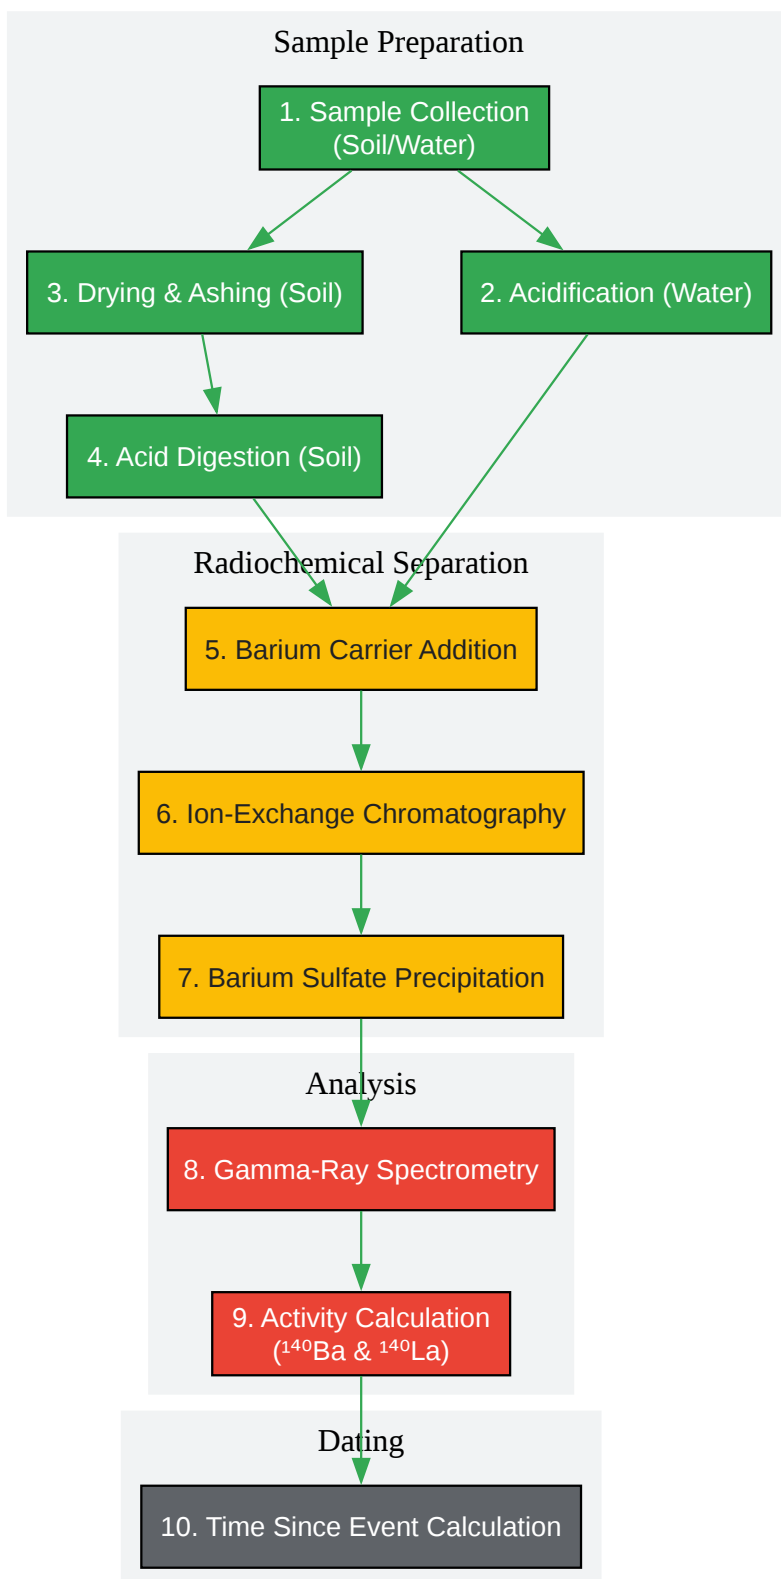 Sample Preparation
1. Sample Collection
(Soil/Water)
3. Drying & Ashing (Soil)
2. Acidification (Water)
4. Acid Digestion (Soil)
Radiochemical Separation
5. Barium Carrier Addition
6. Ion-Exchange Chromatography
7. Barium Sulfate Precipitation
Analysis
8. Gamma-Ray Spectrometry
9. Activity Calculation
(¹⁴⁰Ba & ¹⁴⁰La)
Dating
10. Time Since Event Calculation